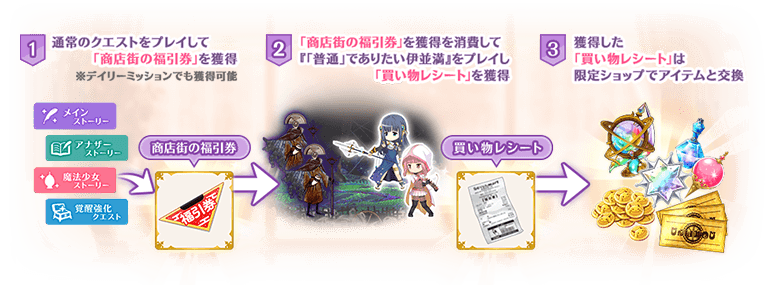 1
通常のクエストをプレイして
「商店街の福引券」を獲得
※デイリーミッションでも獲得可能
メイン
ストーリー
アナザー
ストーリー
魔法少女
ストーリー
覚醒強化
クエスト
商店街の福引券
福引券
2
「商店街の福引券」を獲得を消費して
『「普通」でありたい伊並満』をプレイし
「買い物レシート」を獲得
買い物レシート
3
獲得した
「買い物レシート」は
限定ショップでアイテムと交換